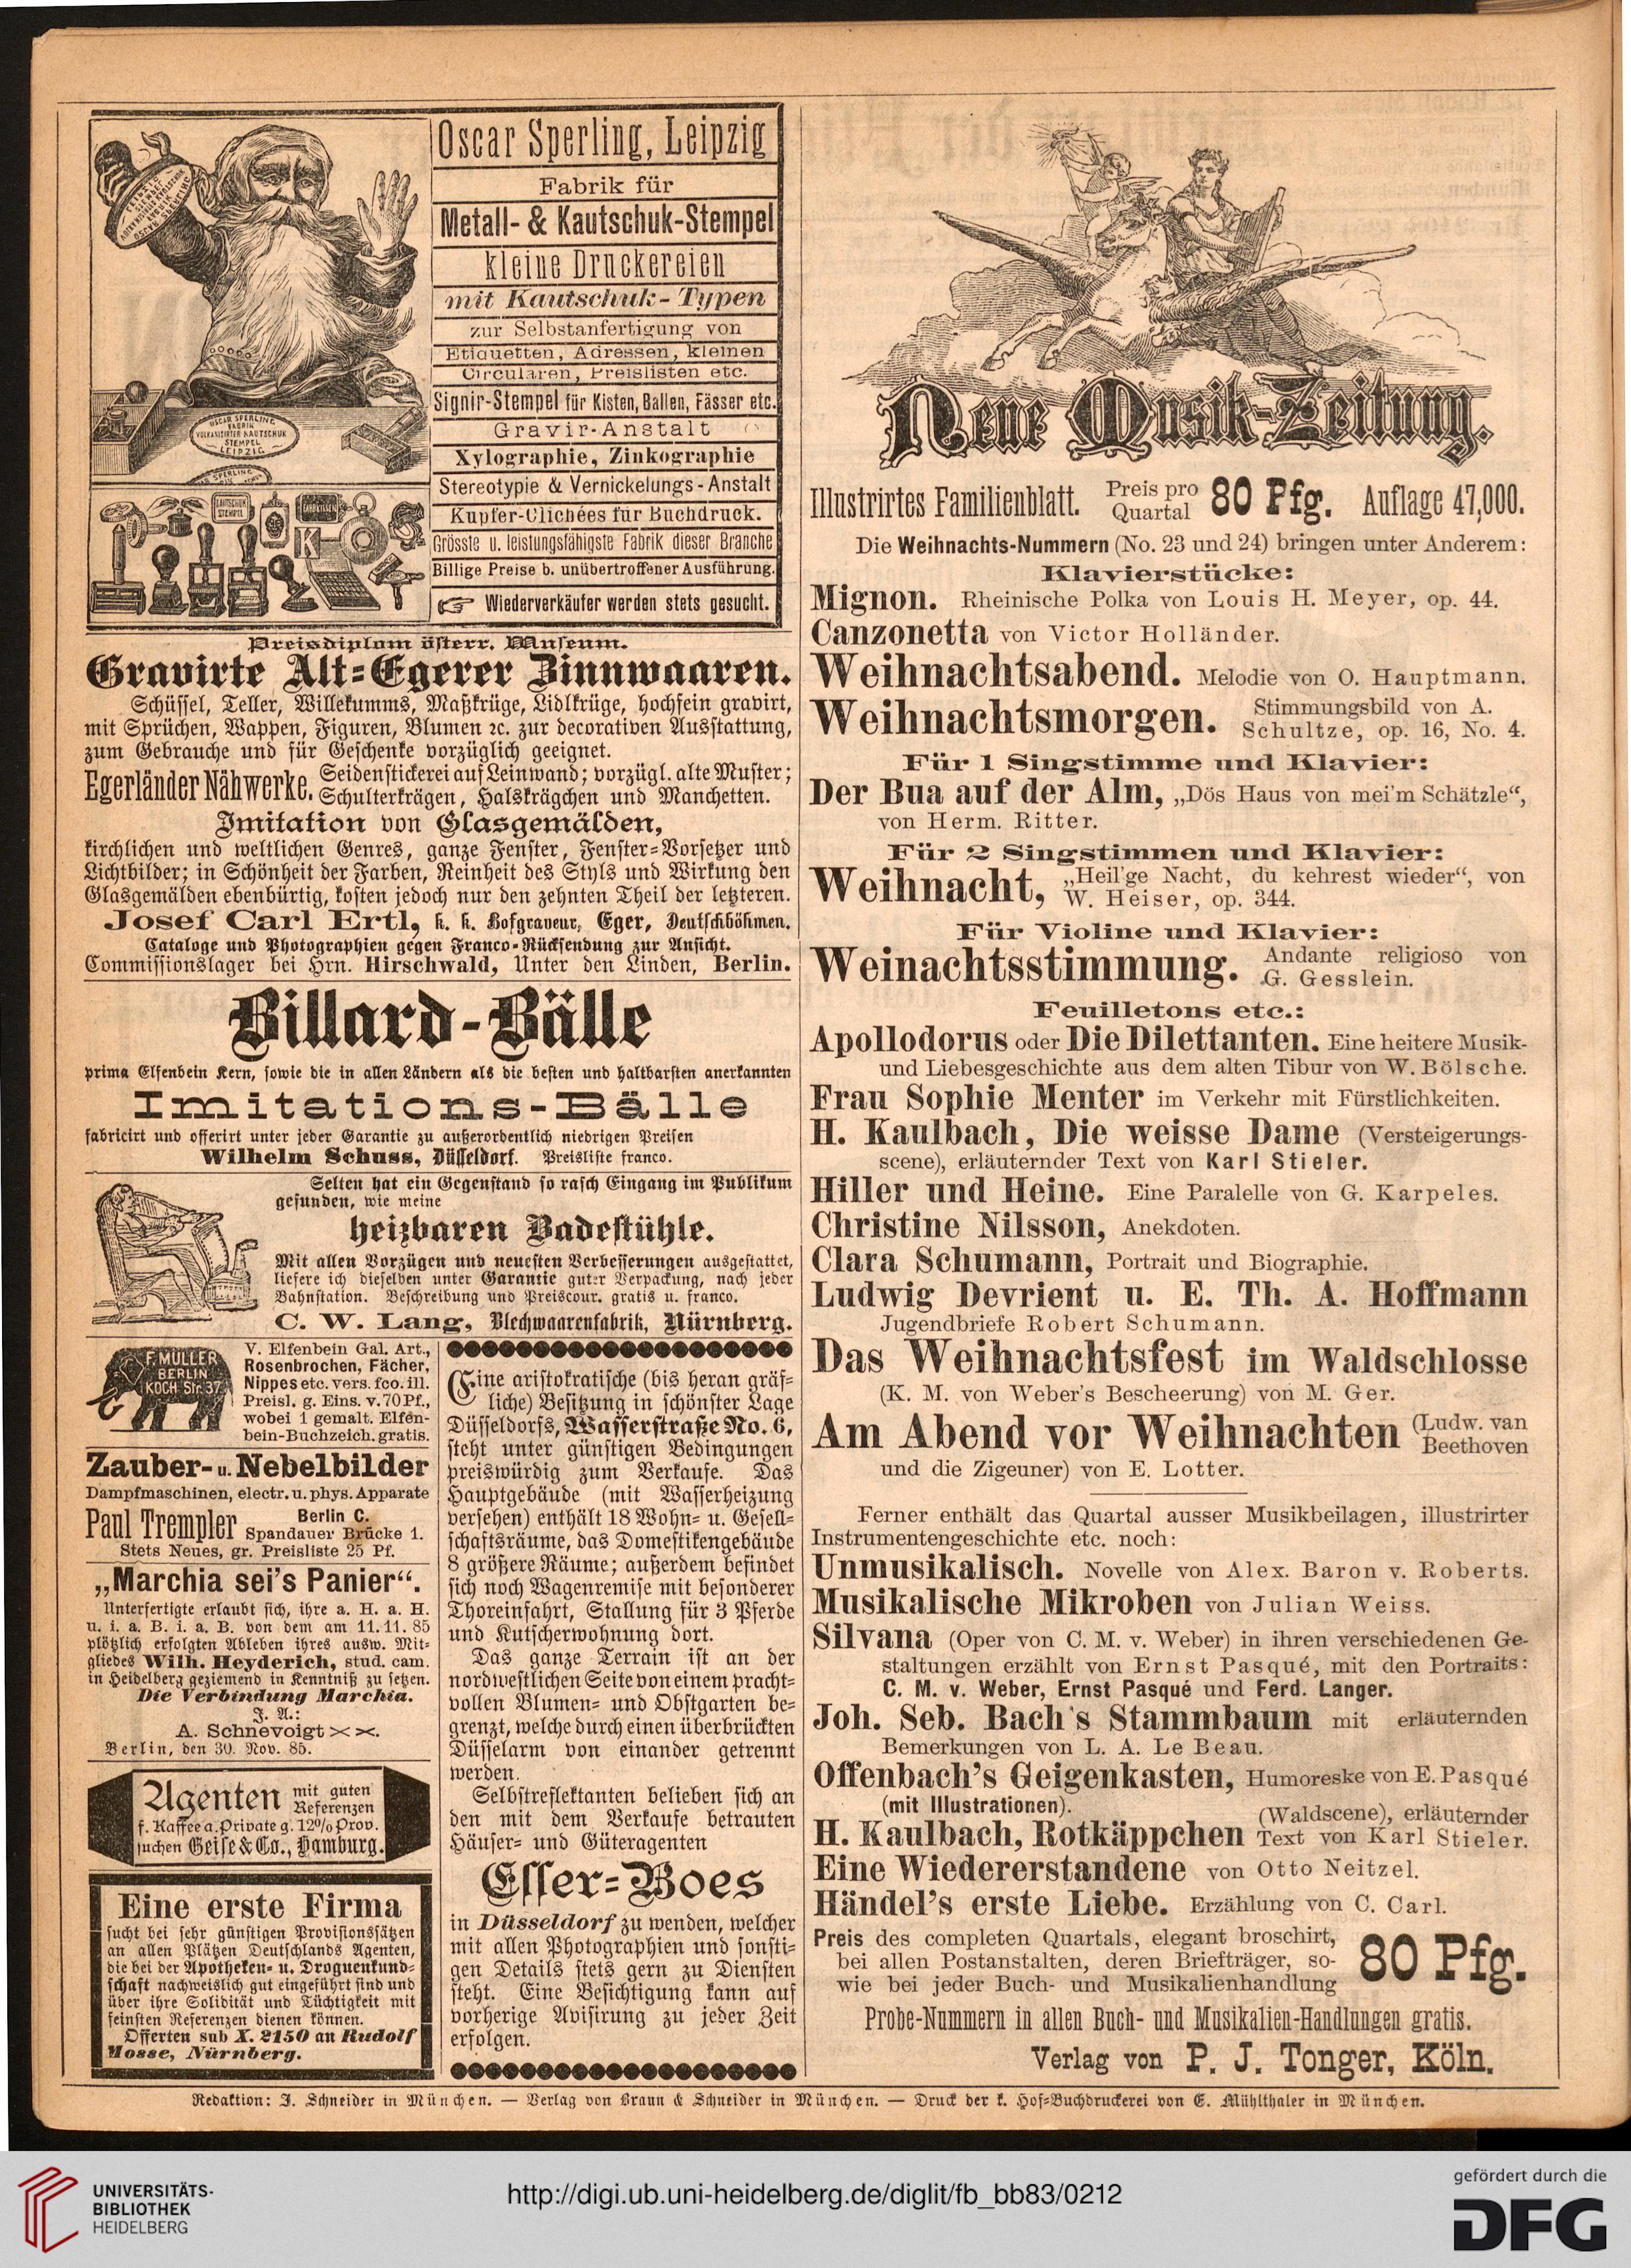 Oscar Sperling, Leipzig
Fabrik für
Metall- & Kautschuk-Stempel
kleine Druckereien
mit Kautschuk-Typen
zur Selbstanfertigung von
Etiquetten, Adressen, kleinen
Circularen, Preislisten etc.
Signir-Stempel für Kisten, Ballen, Fässer etc.
Gravir-Anstalt
Xylographie, Zinkographie
Stereotypie & Vernickelungs-Anstalt
Kupfer-Clichées für Buchdruck.
Grösste u. leistungsfähigste Fabrik dieser Branche
Billige Preise b. unübertroffener Ausführung.
☞ Wiederverkäufer werden stets gesucht.
OSCAR SPERLING
FABRIK
VULKANISIRTER KAUTSCHUK
STEMPEL
LEIPZIG
SPERLING
KAUTSCHUK
STEMPEL
K
Preisdiplom österr. Museum.
Gravirte Alt-Egerer Zinnwaaren.
Schüssel, Teller, Willekumms, Maßkrüge, Lidlkrüge, hochfein gravirt,
mit Sprüchen, Wappen, Figuren, Blumen ꝛc. zur decorativen Ausstattung,
zum Gebrauche und für Geschenke vorzüglich geeignet.
Egerländer Nähwerke. Seidenstickerei auf Leinwand; vorzügl. alte Muster;
Schulterkrägen, Halskrägchen und Manchetten.
Imitation von Glasgemälden,
kirchlichen und weltlichen Genres, ganze Fenster, Fenster-Vorsetzer und
Lichtbilder; in Schönheit der Farben, Reinheit des Styls und Wirkung den
Glasgemälden ebenbürtig, kosten jedoch nur den zehnten Theil der letzteren.
Josef Carl Ertl, k. k. Hofgraveur, Eger, Deutschböhmen.
Cataloge und Photographien gegen Franco-Rücksendung zur Ansicht.
Commissionslager bei Hrn. Hirschwald, Unter den Linden, Berlin.
Billard-Bälle
prima Elfenbein Kern, sowie die in allen Ländern als die besten und haltbarsten anerkannten
Imitations-Bälle
fabricirt und offerirt unter jeder Garantie zu außerordentlich niedrigen Preisen
Wilhelm Schuss, Düsseldorf. Preisliste franco.
Selten hat ein Gegenstand so rasch Eingang im Publikum
gefunden, wie meine
heizbaren Badestühle.
Mit allen Vorzügen und neuesten Verbesserungen ausgestattet,
liefere ich dieselben unter Garantie guter Verpackung, nach jeder
Bahnstation. Beschreibung und Preiscour. gratis u. franco.
C. W. Lang, Blechwaarenfabrik, Nürnberg.
F. MÜLLER
BERLIN
KOCH Str. 37
V. Elfenbein Gal. Art.,
Rosenbrochen, Fächer,
Nippes etc. vers. fco. ill.
Preisl. g. Eins. v. 70 Pf.,
wobei 1 gemalt. Elfen-
bein-Buchzeich. gratis.
Zauber- u. Nebelbilder
Dampfmaschinen, electr. u. phys. Apparate
Paul Trempler Berlin C.
Spandauer Brücke 1.
Stets Neues, gr. Preisliste 25 Pf.
„Marchia sei's Panier“.
Unterfertigte erlaubt sich, ihre a. H. a. H.
u. i. a. B. i. a. B. von dem am 11. 11. 85
plötzlich erfolgten Ableben ihres ausw. Mit-
gliedes Wilh. Heyderich, stud. cam.
in Heidelberg geziemend in Kenntniß zu setzen.
Die Verbindung Marchia.
J. A.:
A. Schnevoigt ×× ×.
Berlin, den 30. Nov. 85.
Agenten mit guten
Referenzen
f. Kaffee a. Private g. 12% Prov.
suchen Geise & Co., Hamburg.
Eine erste Firma
sucht bei sehr günstigen Provisionssätzen
an allen Plätzen Deutschlands Agenten,
die bei der Apotheken- u. Droguenkund-
schaft nachweislich gut eingeführt sind und
über ihre Solidität und Tüchtigkeit mit
feinsten Referenzen dienen können.
Offerten sub X. 2150 an Rudolf
Mosse, Nürnberg.
Eine aristokratische (bis heran gräf-
liche) Besitzung in schönster Lage
Düsseldorfs, Wasserstraße No. 6,
steht unter günstigen Bedingungen
preiswürdig zum Verkaufe. Das
Hauptgebäude (mit Wasserheizung
versehen) enthält 18 Wohn- u. Gesell-
schaftsräume, das Domestikengebäude
8 größere Räume; außerdem befindet
sich noch Wagenremise mit besonderer
Thoreinfahrt, Stallung für 3 Pferde
und Kutscherwohnung dort.
Das ganze Terrain ist an der
nordwestlichen Seite von einem pracht-
vollen Blumen- und Obstgarten be-
grenzt, welche durch einen überbrückten
Düsselarm von einander getrennt
werden.
Selbstreflektanten belieben sich an
den mit dem Verkaufe betrauten
Häuser- und Güteragenten
Esser-Boes
in Düsseldorf zu wenden, welcher
mit allen Photographien und sonsti-
gen Details stets gern zu Diensten
steht. Eine Besichtigung kann auf
vorherige Avisirung zu jeder Zeit
erfolgen.
Neue Musik-Zeitung.
Illustrirtes Familienblatt. Preis pro
Quartal 80 Pfg. Auflage 47,000.
Die Weihnachts-Nummern (No. 23 und 24) bringen unter Anderem:
Klavierstücke:
Mignon. Rheinische Polka von Louis H. Meyer, op. 44.
Canzonetta von Victor Holländer.
Weihnachtsabend. Melodie von O. Hauptmann.
Weihnachtsmorgen. Stimmungsbild von A.
Schultze, op. 16, No. 4.
Für 1 Singstimme und Klavier:
Der Bua auf der Alm, „Dös Haus von mei'm Schätzle“,
von Herm. Ritter.
Für 2 Singstimmen und Klavier:
Weihnacht, „Heil'ge Nacht, du kehrest wieder“, von
W. Heiser, op. 344.
Für Violine und Klavier:
Weinachtsstimmung. Andante religioso von
G. Gesslein.
Feuilletons etc.:
Apollodorus oder Die Dilettanten. Eine heitere Musik-
und Liebesgeschichte aus dem alten Tibur von W. Bölsche.
Frau Sophie Menter im Verkehr mit Fürstlichkeiten.
H. Kaulbach, Die weisse Dame (Versteigerungs-
scene), erläuternder Text von Karl Stieler.
Hiller und Heine. Eine Paralelle von G. Karpeles.
Christine Nilsson, Anekdoten.
Clara Schumann, Portrait und Biographie.
Ludwig Devrient u. E. Th. A. Hoffmann
Jugendbriefe Robert Schumann.
Das Weihnachtsfest im Waldschlosse
(K. M. von Weber's Bescheerung) von M. Ger.
Am Abend vor Weihnachten (Ludw. van
Beethoven
und die Zigeuner) von E. Lotter.
Ferner enthält das Quartal ausser Musikbeilagen, illustrirter
Instrumentengeschichte etc. noch:
Unmusikalisch. Novelle von Alex. Baron v. Roberts.
Musikalische Mikroben von Julian Weiss.
Silvana (Oper von C. M. v. Weber) in ihren verschiedenen Ge-
staltungen erzählt von Ernst Pasqué, mit den Portraits:
C. M. v. Weber, Ernst Pasqué und Ferd. Langer.
Joh. Seb. Bach's Stammbaum mit erläuternden
Bemerkungen von L. A. Le Beau.
Offenbach's Geigenkasten, Humoreske von E. Pasqué
(mit Illustrationen).
H. Kaulbach, Rotkäppchen (Waldscene), erläuternder
Text von Karl Stieler.
Eine Wiedererstandene von Otto Neitzel.
Händel's erste Liebe. Erzählung von C. Carl.
Preis des completen Quartals, elegant broschirt,
bei allen Postanstalten, deren Briefträger, so-
wie bei jeder Buch- und Musikalienhandlung 80 Pfg.
Probe-Nummern in allen Buch- und Musikalien-Handlungen gratis.
Verlag von P. J. Tonger, Köln.
Redaktion: J. Schneider in München. — Verlag von Braun & Schneider in München. — Druck der k. Hof-Buchdruckerei von E. Mühlthaler in München.
UNIVERSITÄTS-
BIBLIOTHEK
HEIDELBERG
http://digi.ub.uni-heidelberg.de/diglit/fb_bb83/0212
gefördert durch die
DFG